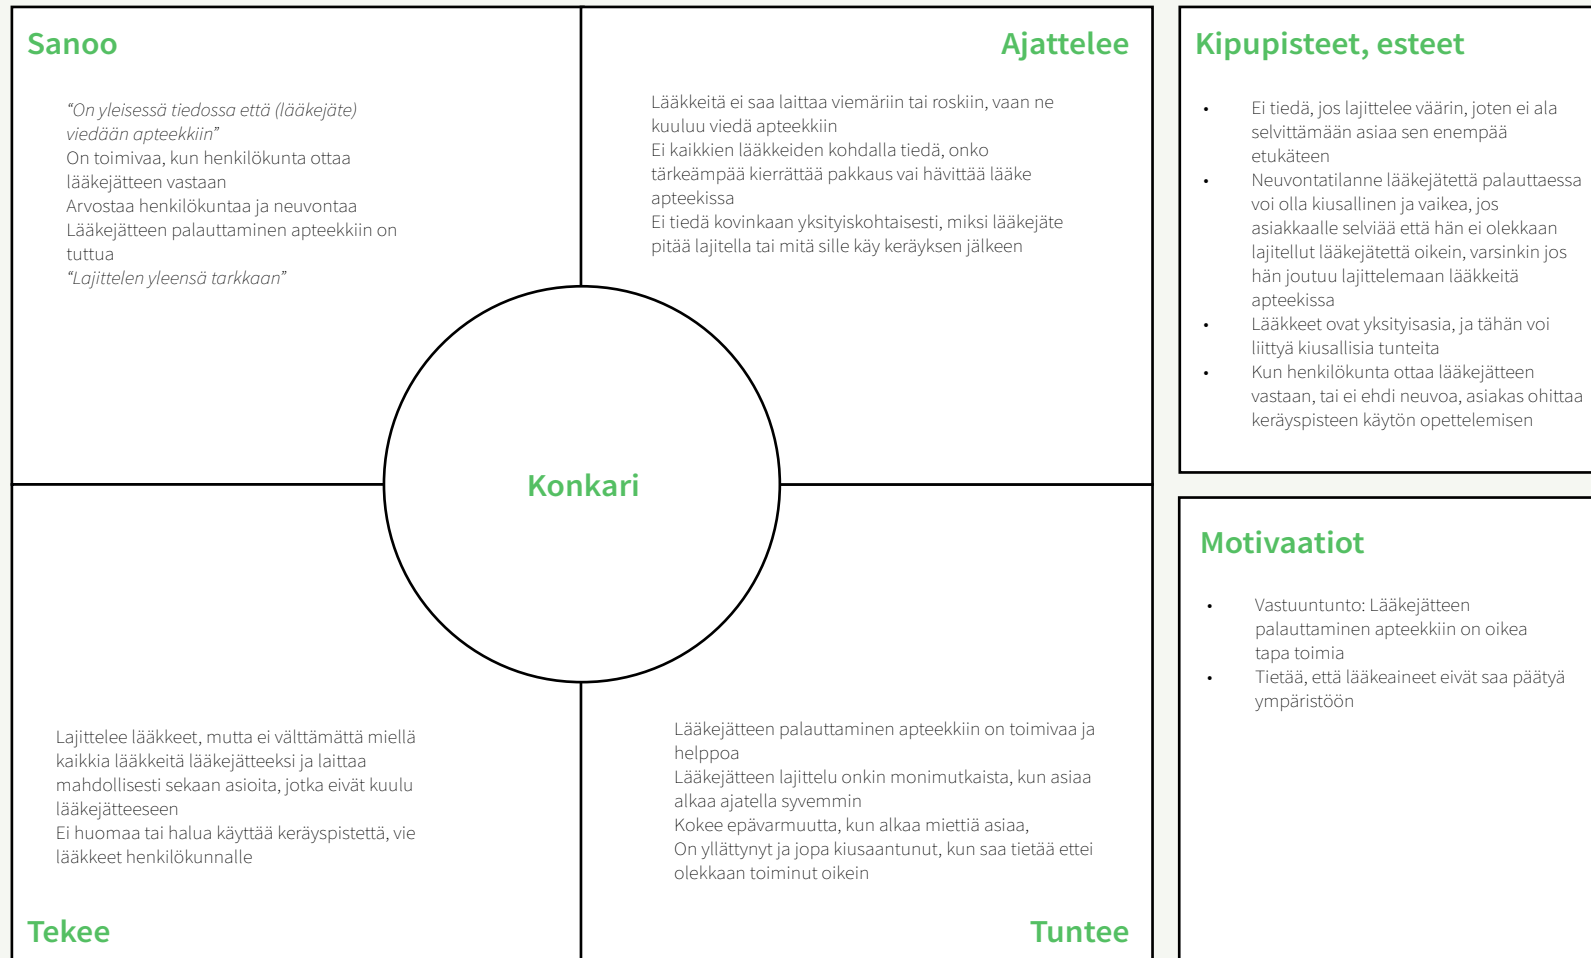 Sanoo
“On yleisessä tiedossa että (lääkejäte)
viedään apteekkiin”
On toimivaa, kun henkilökunta ottaa
lääkejätteen vastaan
Arvostaa henkilökuntaa ja neuvontaa
Lääkejätteen palauttaminen apteekkiin on
tuttua
“Lajittelen yleensä tarkkaan”
Ajattelee
Lääkkeitä ei saa laittaa viemäriin tai roskiin, vaan ne
kuuluu viedä apteekkiin
Ei kaikkien lääkkeiden kohdalla tiedä, onko
tärkeämpää kierrättää pakkaus vai hävittää lääke
apteekissa
Ei tiedä kovinkaan yksityiskohtaisesti, miksi lääkejäte
pitää lajitella tai mitä sille käy keräyksen jälkeen
Konkari
Lajittelee lääkkeet, mutta ei välttämättä miellä
kaikkia lääkkeitä lääkejätteeksi ja laittaa
mahdollisesti sekaan asioita, jotka eivät kuulu
lääkejätteeseen
Ei huomaa tai halua käyttää keräyspistettä, vie
lääkkeet henkilökunnalle
Tekee
Lääkejätteen palauttaminen apteekkiin on toimivaa ja
helppoa
Lääkejätteen lajittelu onkin monimutkaista, kun asiaa
alkaa ajatella syvemmin
Kokee epävarmuutta, kun alkaa miettiä asiaa,
On yllättynyt ja jopa kiusaantunut, kun saa tietää ettei
olekkaan toiminut oikein
Tuntee
Kipupisteet, esteet
• Ei tiedä, jos lajittelee väärin, joten ei ala
selvittämään asiaa sen enempää
etukäteen
• Neuvontatilanne lääkejätettä palauttaessa
voi olla kiusallinen ja vaikea, jos
asiakkaalle selviää että hän ei olekkaan
lajitellut lääkejätettä oikein, varsinkin jos
hän joutuu lajittelemaan lääkkeitä
apteekissa
• Lääkkeet ovat yksityisasia, ja tähän voi
liittyä kiusallisia tunteita
• Kun henkilökunta ottaa lääkejätteen
vastaan, tai ei ehdi neuvoa, asiakas ohittaa
keräyspisteen käytön opettelemisen
Motivaatiot
• Vastuuntunto: Lääkejätteen
palauttaminen apteekkiin on oikea
tapa toimia
• Tietää, että lääkeaineet eivät saa päätyä
ympäristöön